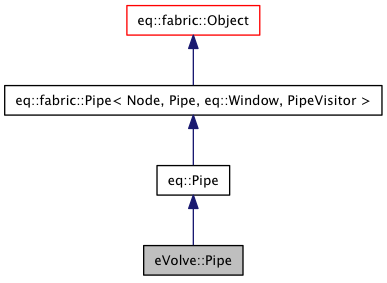 eq::fabric::Object
eq::fabric::Pipe< Node, Pipe, eq::Window, PipeVisitor >
eq::Pipe
eVolve::Pipe